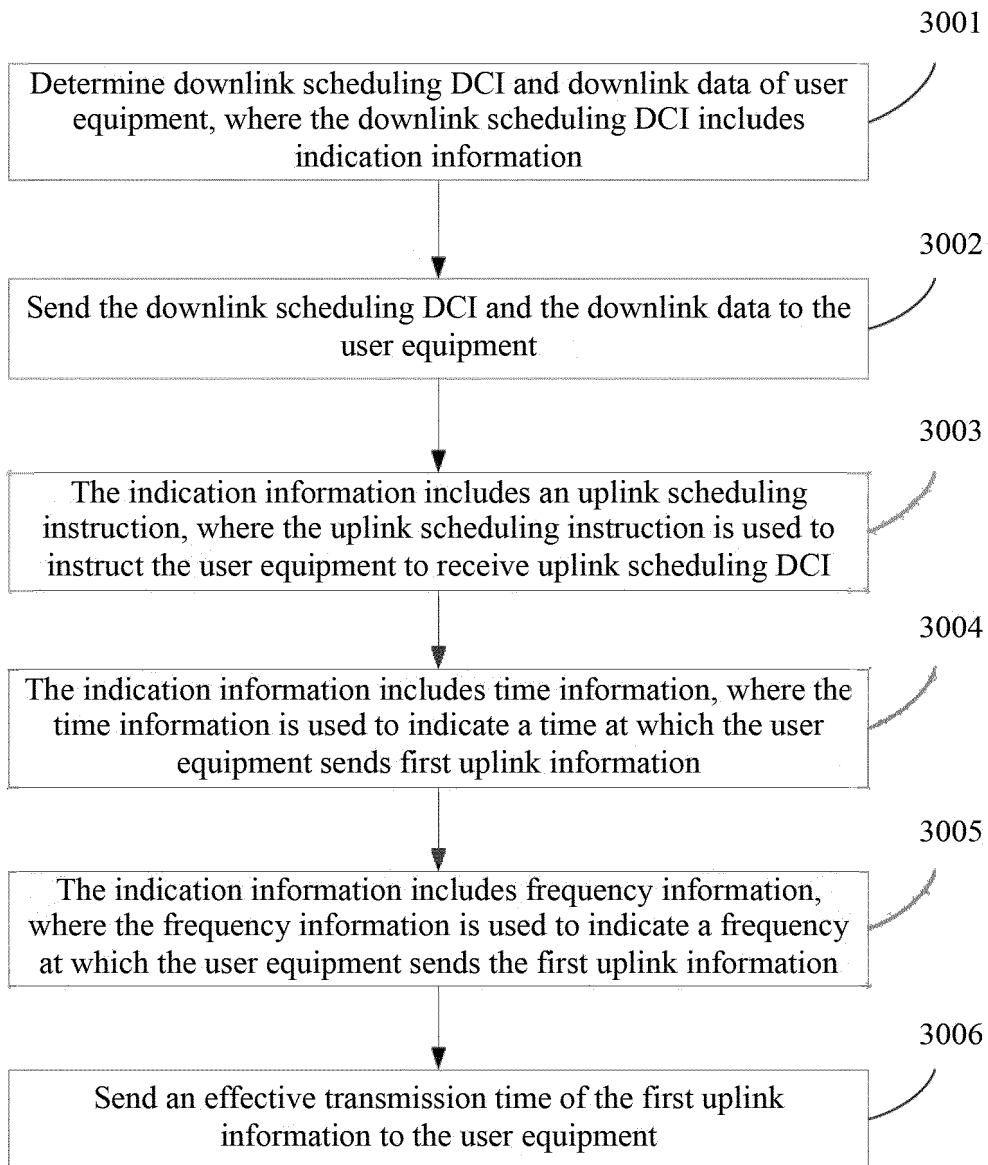 3001
Determine downlink scheduling DCI and downlink data of user
equipment, where the downlink scheduling DCI includes
indication information
3002
Send the downlink scheduling DCI and the downlink data to the
user equipment
3003
The indication information includes an uplink scheduling
instruction, where the uplink scheduling instruction is used to
instruct the user equipment to receive uplink scheduling DCI
3004
The indication information includes time information, where the
time information is used to indicate a time at which the user
equipment sends first uplink information
3005
The indication information includes frequency information,
where the frequency information is used to indicate a frequency
at which the user equipment sends the first uplink information
3006
Send an effective transmission time of the first uplink
information to the user equipment